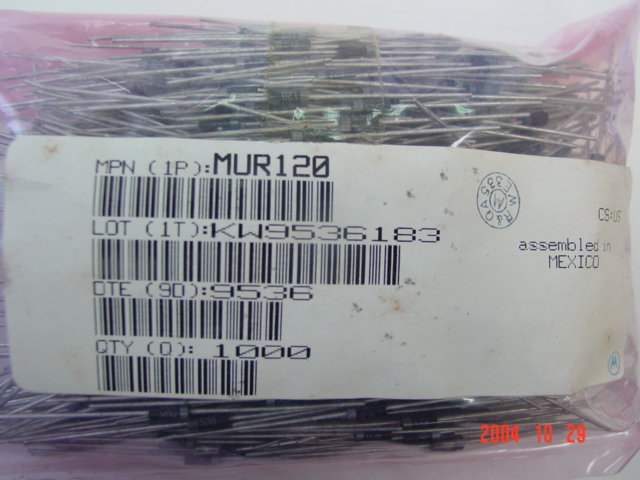 MPN (1P):MUR120
LOT (1T):KW9536183
DTE (9D):9536
QTY (Q): 1000
CS:US
assembled in
MEXICO
2004 10 29